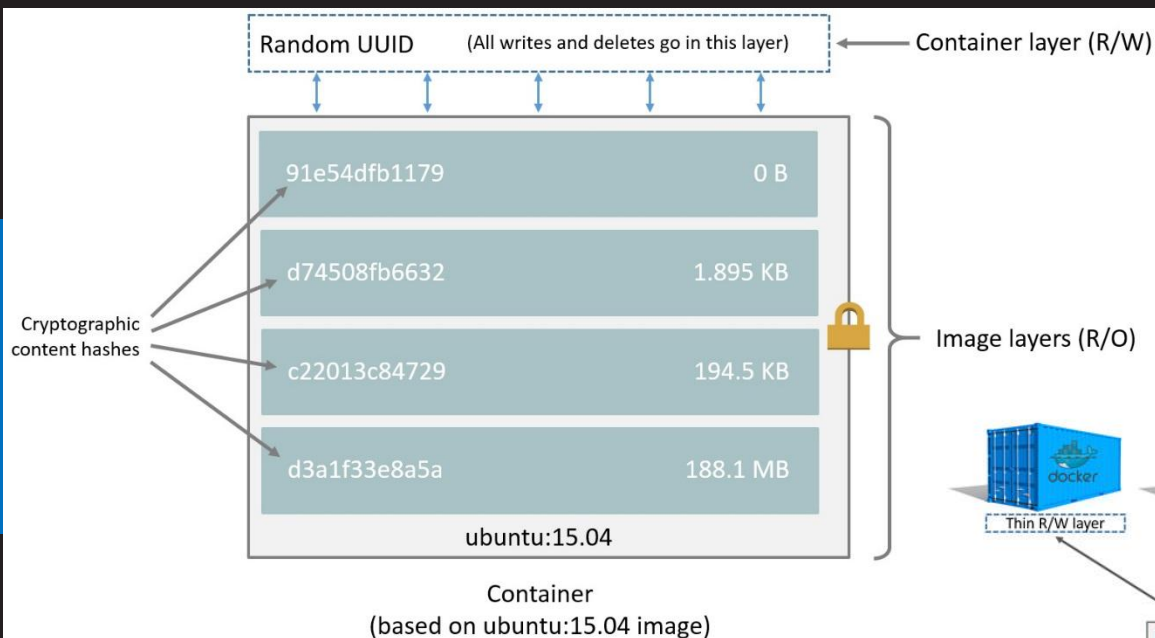 Random UUID (All writes and deletes go in this layer)
Container layer (R/W)
91e54dfb1179 0 B
d74508fb6632 1.895 KB
Cryptographic
content hashes
c22013c84729 194.5 KB
Image layers (R/O)
d3a1f33e8a5a 188.1 MB
ubuntu:15.04
docker
Thin R/W layer
Container
(based on ubuntu:15.04 image)